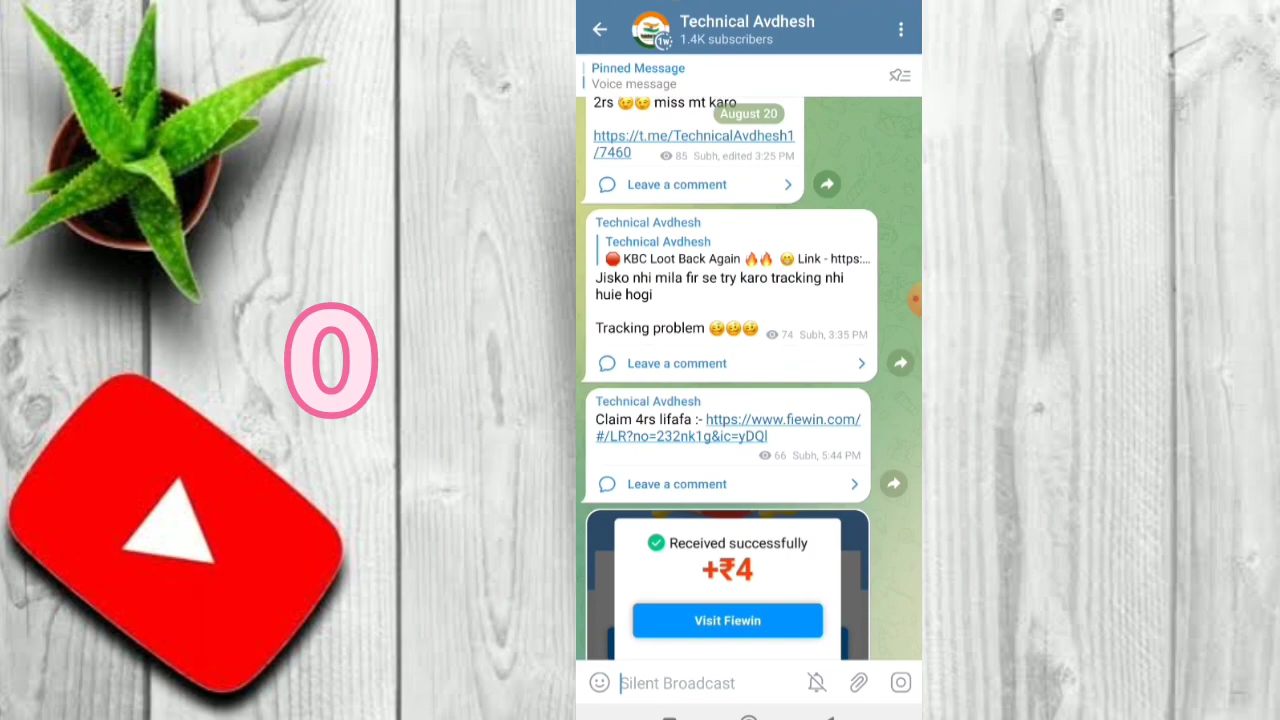 0
Technical Avdhesh
1w
1.4K subscribers
Pinned Message
Voice message
2rs 😉😉 miss mt karo
August 20
https://t.me/TechnicalAvdhesh1
/7460
85 Subh, edited 3:25 PM
Leave a comment
Technical Avdhesh
Technical Avdhesh
🔴 KBC Loot Back Again 🔥🔥 🤭 Link - https:...
Jisko nhi mila fir se try karo tracking nhi
huie hogi
Tracking problem 🥴🥴🥴
74 Subh, 3:35 PM
Leave a comment
Technical Avdhesh
Claim 4rs lifafa :- https://www.fiewin.com/
#/LR?no=232nk1g&ic=yDQl
66 Subh, 5:44 PM
Leave a comment
Received successfully
+₹4
Visit Fiewin
Silent Broadcast